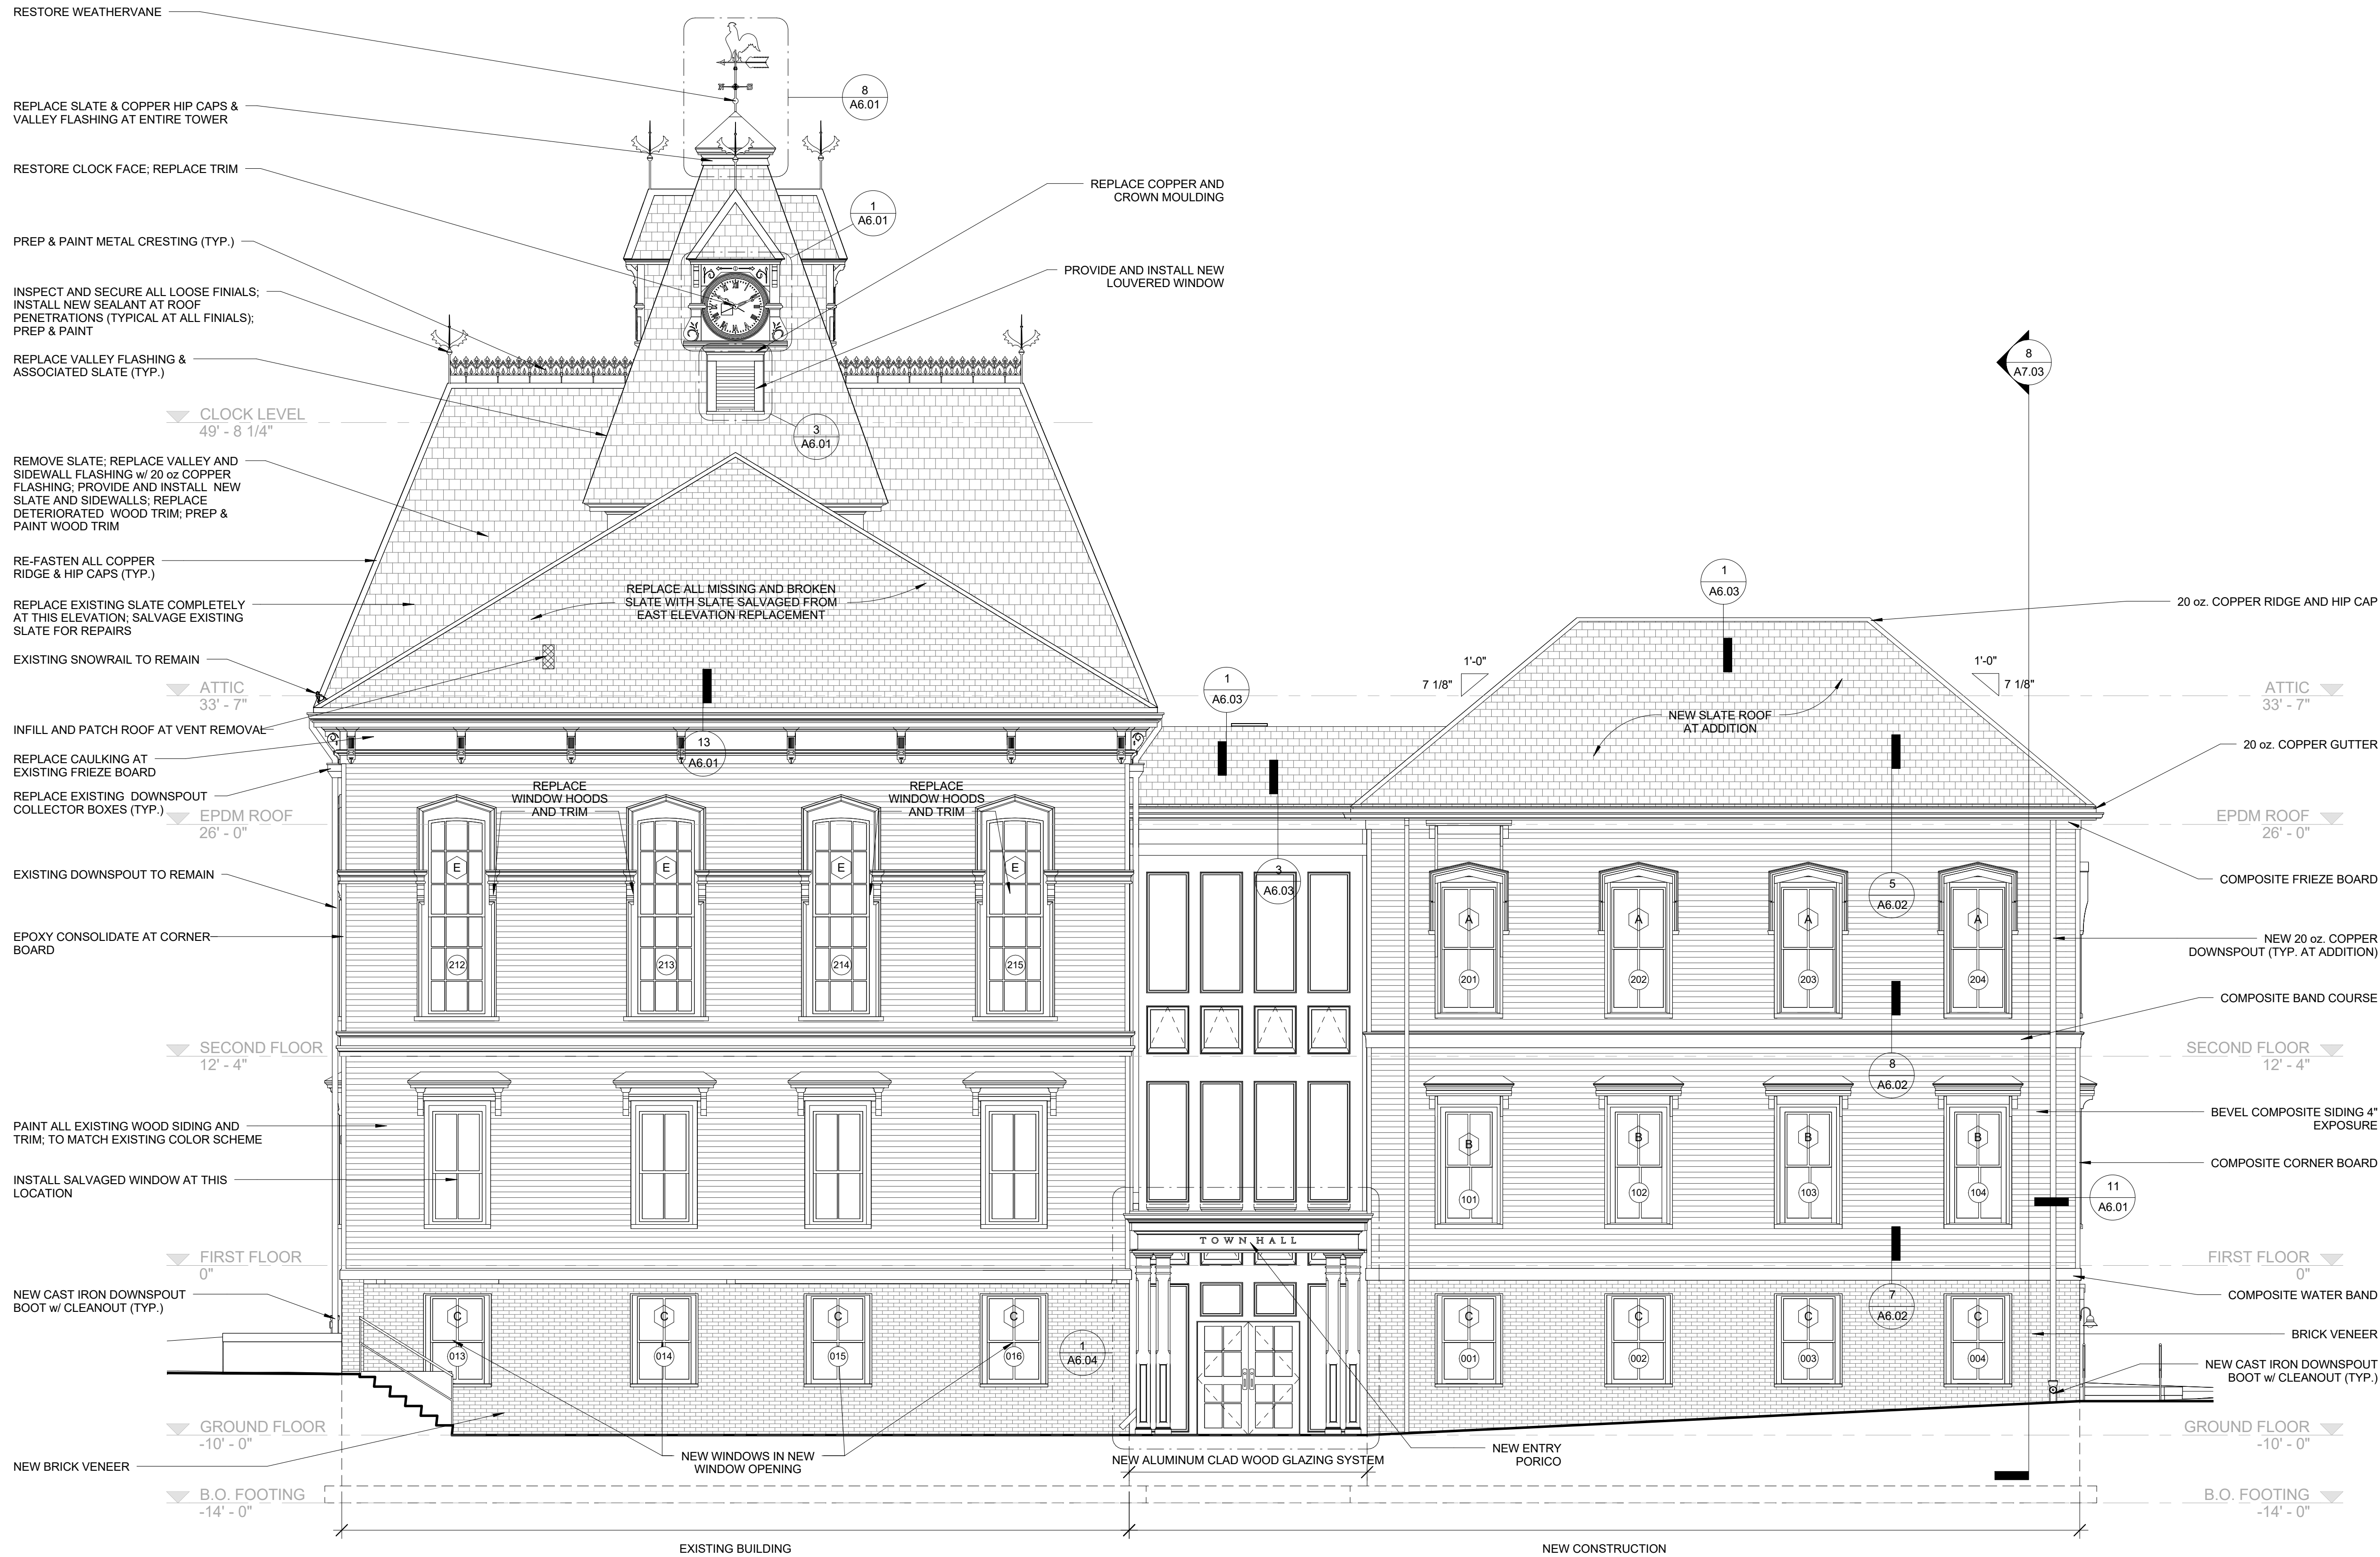 RESTORE WEATHERVANE
REPLACE SLATE & COPPER HIP CAPS &
VALLEY FLASHING AT ENTIRE TOWER
RESTORE CLOCK FACE; REPLACE TRIM
PREP & PAINT METAL CRESTING (TYP.)
INSPECT AND SECURE ALL LOOSE FINIALS;
INSTALL NEW SEALANT AT ROOF
PENETRATIONS (TYPICAL AT ALL FINIALS);
PREP & PAINT
REPLACE VALLEY FLASHING &
ASSOCIATED SLATE (TYP.)
CLOCK LEVEL
49' - 8 1/4"
REMOVE SLATE; REPLACE VALLEY AND
SIDEWALL FLASHING w/ 20 oz COPPER
FLASHING; PROVIDE AND INSTALL NEW
SLATE AND SIDEWALLS; REPLACE
DETERIORATED WOOD TRIM; PREP &
PAINT WOOD TRIM
RE-FASTEN ALL COPPER
RIDGE & HIP CAPS (TYP.)
REPLACE EXISTING SLATE COMPLETELY
AT THIS ELEVATION; SALVAGE EXISTING
SLATE FOR REPAIRS
EXISTING SNOWRAIL TO REMAIN
ATTIC
33' - 7"
INFILL AND PATCH ROOF AT VENT REMOVAL
REPLACE CAULKING AT
EXISTING FRIEZE BOARD
REPLACE EXISTING DOWNSPOUT
COLLECTOR BOXES (TYP.)
EPDM ROOF
26' - 0"
EXISTING DOWNSPOUT TO REMAIN
EPOXY CONSOLIDATE AT CORNER
BOARD
SECOND FLOOR
12' - 4"
PAINT ALL EXISTING WOOD SIDING AND
TRIM; TO MATCH EXISTING COLOR SCHEME
INSTALL SALVAGED WINDOW AT THIS
LOCATION
FIRST FLOOR
0"
NEW CAST IRON DOWNSPOUT
BOOT w/ CLEANOUT (TYP.)
GROUND FLOOR
-10' - 0"
NEW BRICK VENEER
B.O. FOOTING
-14' - 0"
8
A6.01
1
A6.01
REPLACE COPPER AND
CROWN MOULDING
PROVIDE AND INSTALL NEW
LOUVERED WINDOW
3
A6.01
REPLACE ALL MISSING AND BROKEN
SLATE WITH SLATE SALVAGED FROM
EAST ELEVATION REPLACEMENT
13
A6.01
REPLACE
WINDOW HOODS
AND TRIM
REPLACE
WINDOW HOODS
AND TRIM
E
E
E
E
212
213
214
215
C
C
C
C
013
014
015
016
NEW WINDOWS IN NEW
WINDOW OPENING
1
A6.04
TOWN HALL
NEW ALUMINUM CLAD WOOD GLAZING SYSTEM
NEW ENTRY
PORICO
1
A6.03
3
A6.03
1
A6.03
1'-0"
7 1/8"
1'-0"
7 1/8"
NEW SLATE ROOF
AT ADDITION
8
A7.03
5
A6.02
A
A
A
A
201
202
203
204
8
A6.02
B
B
B
B
101
102
103
104
11
A6.01
7
A6.02
C
C
C
C
001
002
003
004
20 oz. COPPER RIDGE AND HIP CAP
ATTIC
33' - 7"
20 oz. COPPER GUTTER
EPDM ROOF
26' - 0"
COMPOSITE FRIEZE BOARD
NEW 20 oz. COPPER
DOWNSPOUT (TYP. AT ADDITION)
COMPOSITE BAND COURSE
SECOND FLOOR
12' - 4"
BEVEL COMPOSITE SIDING 4"
EXPOSURE
COMPOSITE CORNER BOARD
FIRST FLOOR
0"
COMPOSITE WATER BAND
BRICK VENEER
NEW CAST IRON DOWNSPOUT
BOOT w/ CLEANOUT (TYP.)
GROUND FLOOR
-10' - 0"
B.O. FOOTING
-14' - 0"
EXISTING BUILDING
NEW CONSTRUCTION